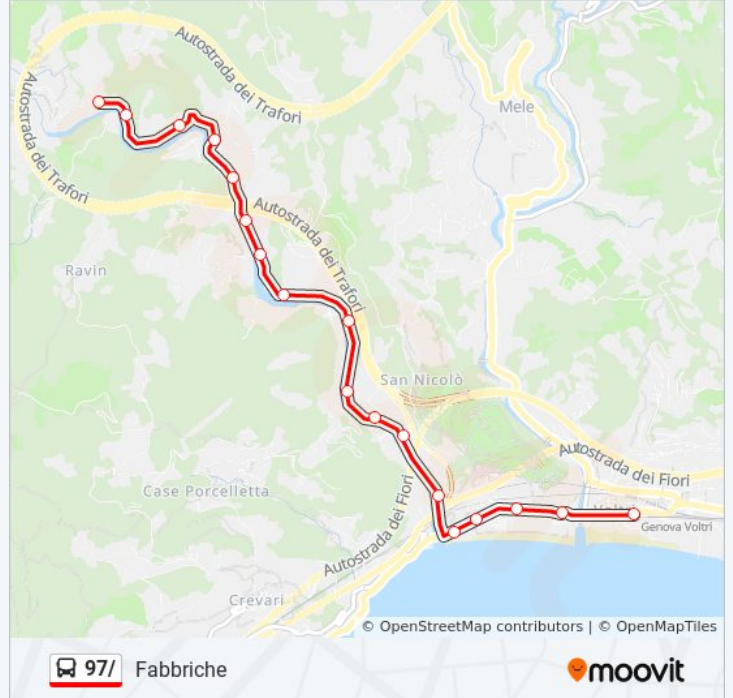 Autostrada dei Trafori
Autostrada dei Trafori
Mele
Autostrada dei Trafori
Ravin
San Nicolò
Autostrada dei Fiori
Case Porcelletta
Autostrada dei Fiori
Voltri
Genova Voltri
Crevari
© OpenStreetMap contributors | © OpenMapTiles
97/ Fabbriche
moovit